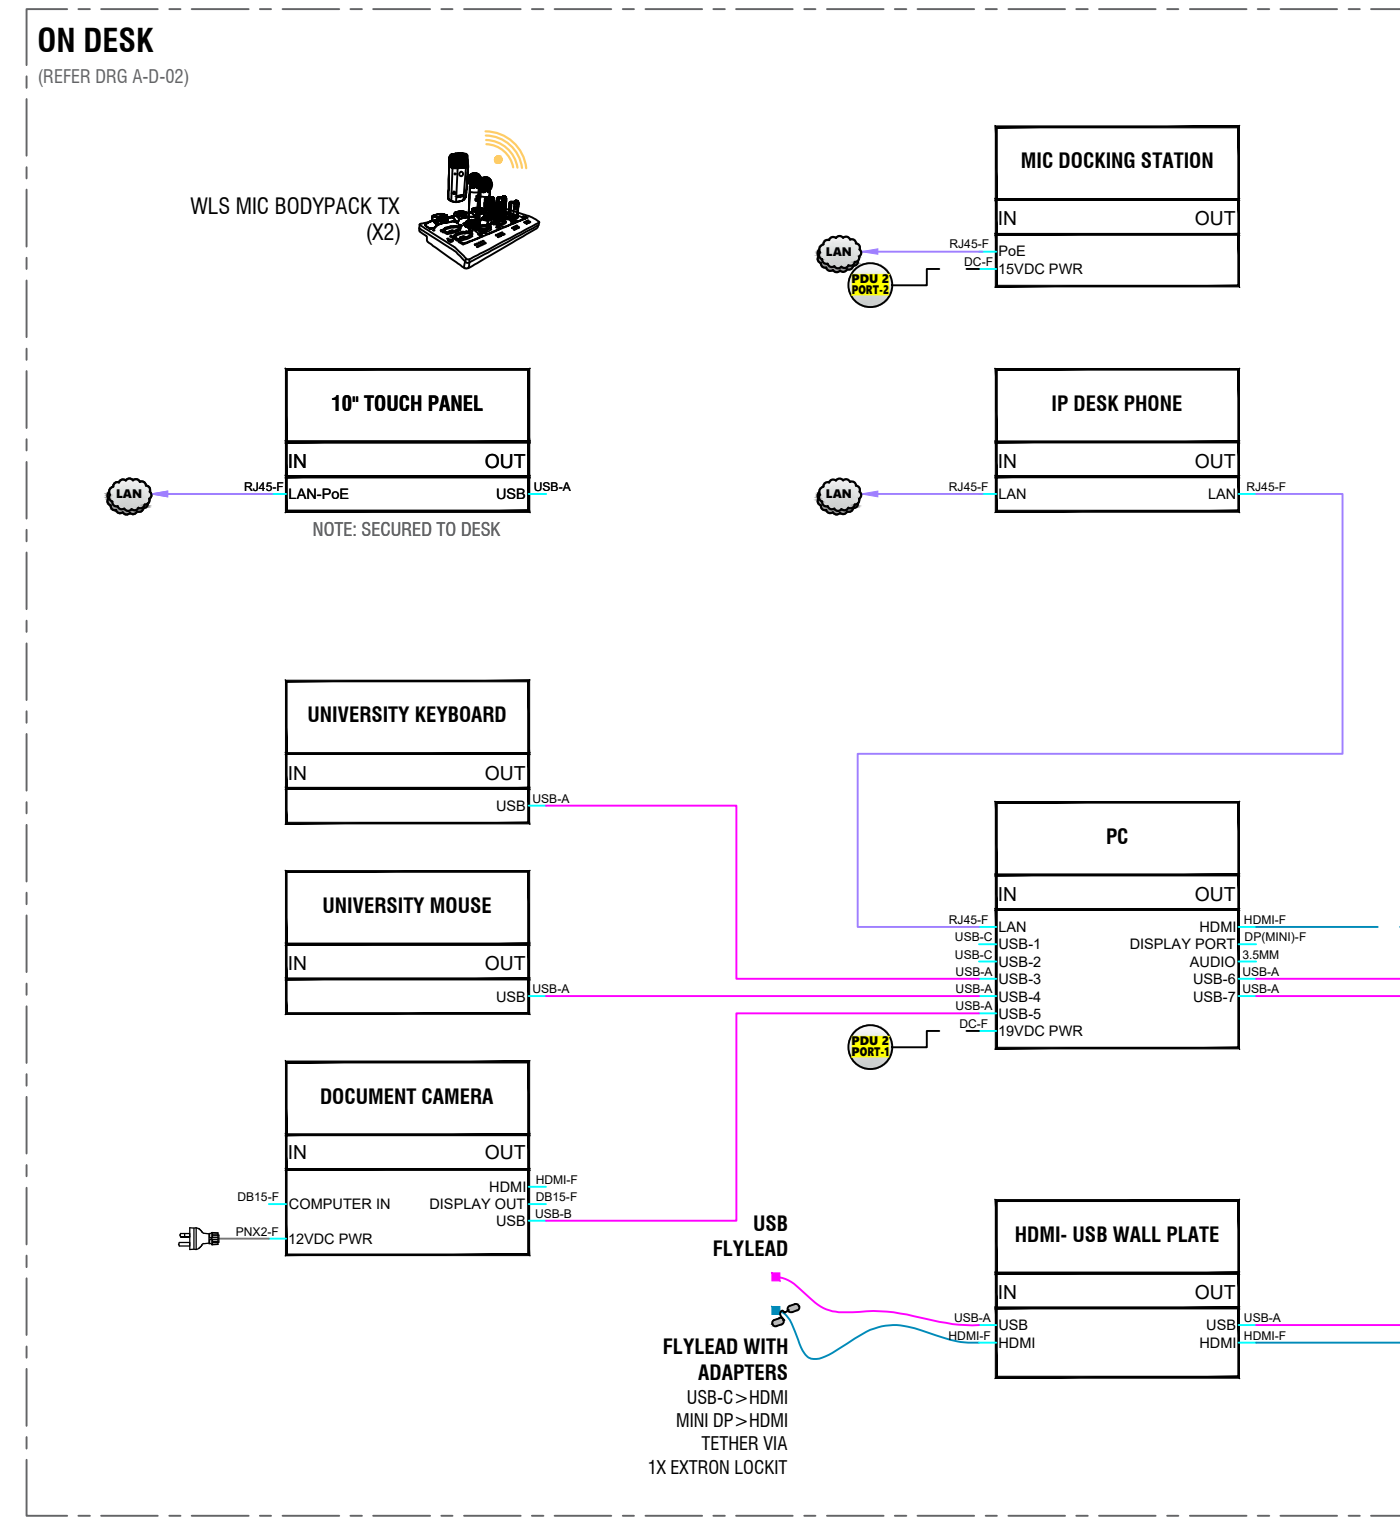 ON DESK
(REFER DRG A-D-02)
WLS MIC BODYPACK TX
(X2)
MIC DOCKING STATION
IN OUT
RJ45-F PoE
DC-F 15VDC PWR
LAN
PDU 2
PORT-2
10" TOUCH PANEL
IN OUT
LAN RJ45-F LAN-PoE USB USB-A
NOTE: SECURED TO DESK
IP DESK PHONE
IN OUT
LAN RJ45-F LAN LAN RJ45-F
UNIVERSITY KEYBOARD
IN OUT
USB USB-A
UNIVERSITY MOUSE
IN OUT
USB USB-A
PC
IN OUT
RJ45-F LAN HDMI HDMI-F
USB-C USB-1 DISPLAY PORT DP(MINI)-F
USB-C USB-2 AUDIO 3.5MM
USB-A USB-3 USB-6 USB-A
USB-A USB-4 USB-7 USB-A
USB-A USB-5
DC-F 19VDC PWR
PDU 2
PORT-1
DOCUMENT CAMERA
IN OUT
HDMI HDMI-F
DB15-F COMPUTER IN DISPLAY OUT DB15-F
USB USB-B
PNX2-F 12VDC PWR
USB
FLYLEAD
FLYLEAD WITH
ADAPTERS
USB-C>HDMI
MINI DP>HDMI
TETHER VIA
1X EXTRON LOCKIT
HDMI- USB WALL PLATE
IN OUT
USB-A USB USB USB-A
HDMI-F HDMI HDMI HDMI-F